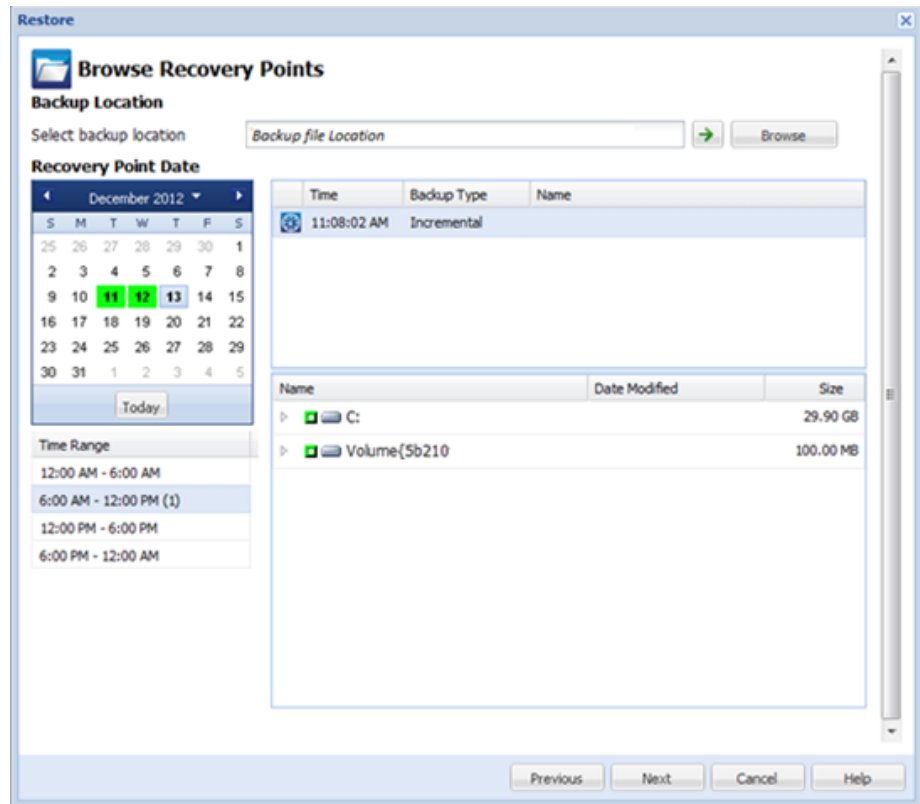 Restore
Browse Recovery Points
Backup Location
Select backup location Backup file Location Browse
Recovery Point Date
December 2012
S M T W T F S
25 26 27 28 29 30 1
2 3 4 5 6 7 8
9 10 11 12 13 14 15
16 17 18 19 20 21 22
23 24 25 26 27 28 29
30 31 1 2 3 4 5
Today
Time Range
12:00 AM - 6:00 AM
6:00 AM - 12:00 PM (1)
12:00 PM - 6:00 PM
6:00 PM - 12:00 AM
Time Backup Type Name
11:08:02 AM Incremental
Name Date Modified Size
C: 29.90 GB
Volume{5b210 100.00 MB
Previous Next Cancel Help